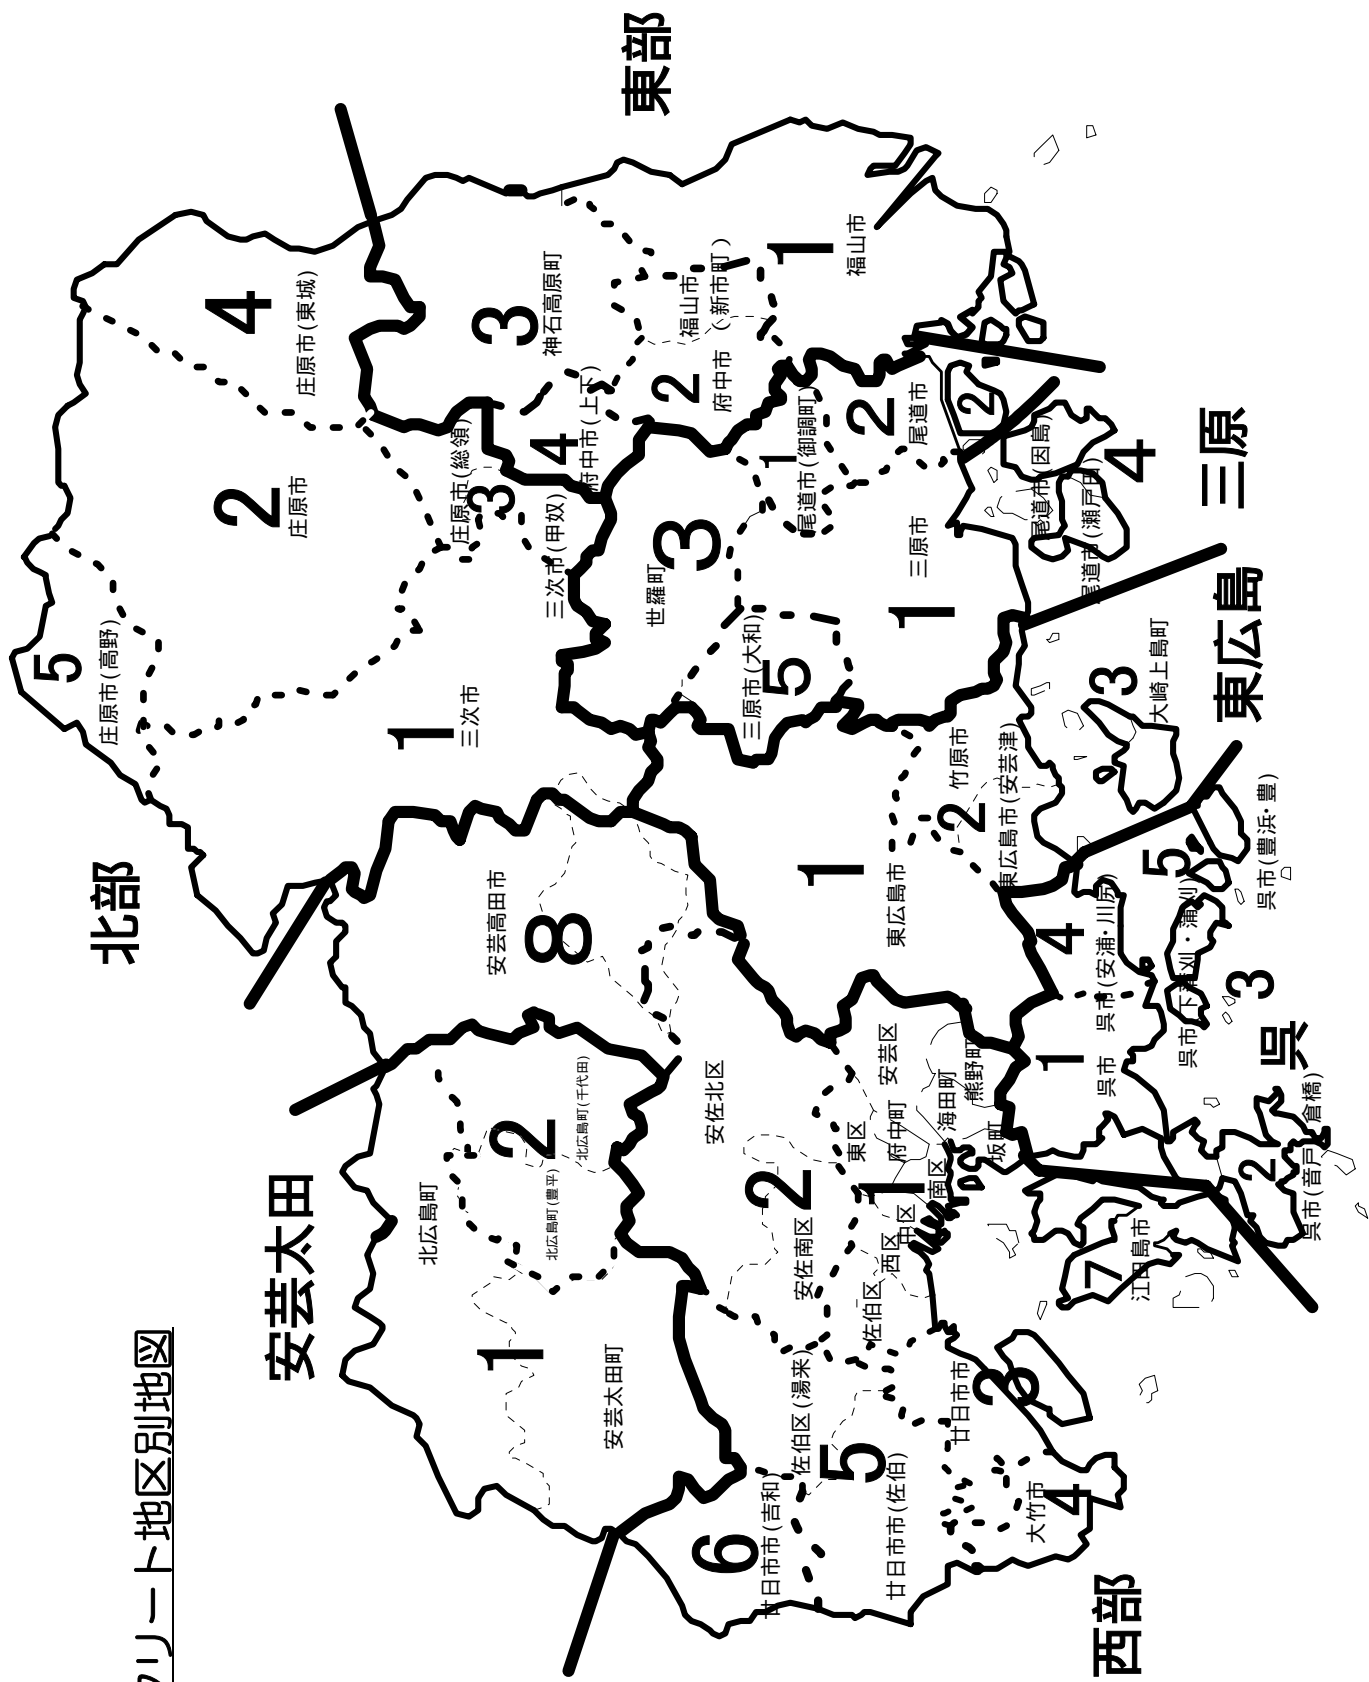 リート地区別地図
北部
5
庄原市(高野)
2
庄原市
4
庄原市(東城)
3
庄原市(総領)
三次市(甲奴)
1
三次市
東部
3
神石高原町
4
府中市(上下)
2
府中市
福山市
(新市町)
1
福山市
三原
3
世羅町
1
尾道市(御調町)
2
尾道市
2
5
三原市(大和)
1
三原市
尾道市(因島)
4
尾道市(瀬戸田)
東広島
1
東広島市
2
竹原市
東広島市(安芸津)
3
大崎上島町
呉
4
呉市(安浦・川尻)
5
呉市(豊浜・豊)
3
呉市(下蒲刈・蒲刈)
1
呉市
2
呉市(音戸・倉橋)
安芸太田
2
北広島町(千代田)
北広島町
北広島町(豊平)
1
安芸太田町
西部
8
安芸高田市
安佐北区
2
安佐南区
1
東区
安芸区
府中町
海田町
熊野町
坂町
南区
中区
西区
佐伯区
佐伯区(湯来)
5
廿日市市(佐伯)
6
廿日市市(吉和)
廿日市市
3
4
大竹市
7
江田島市